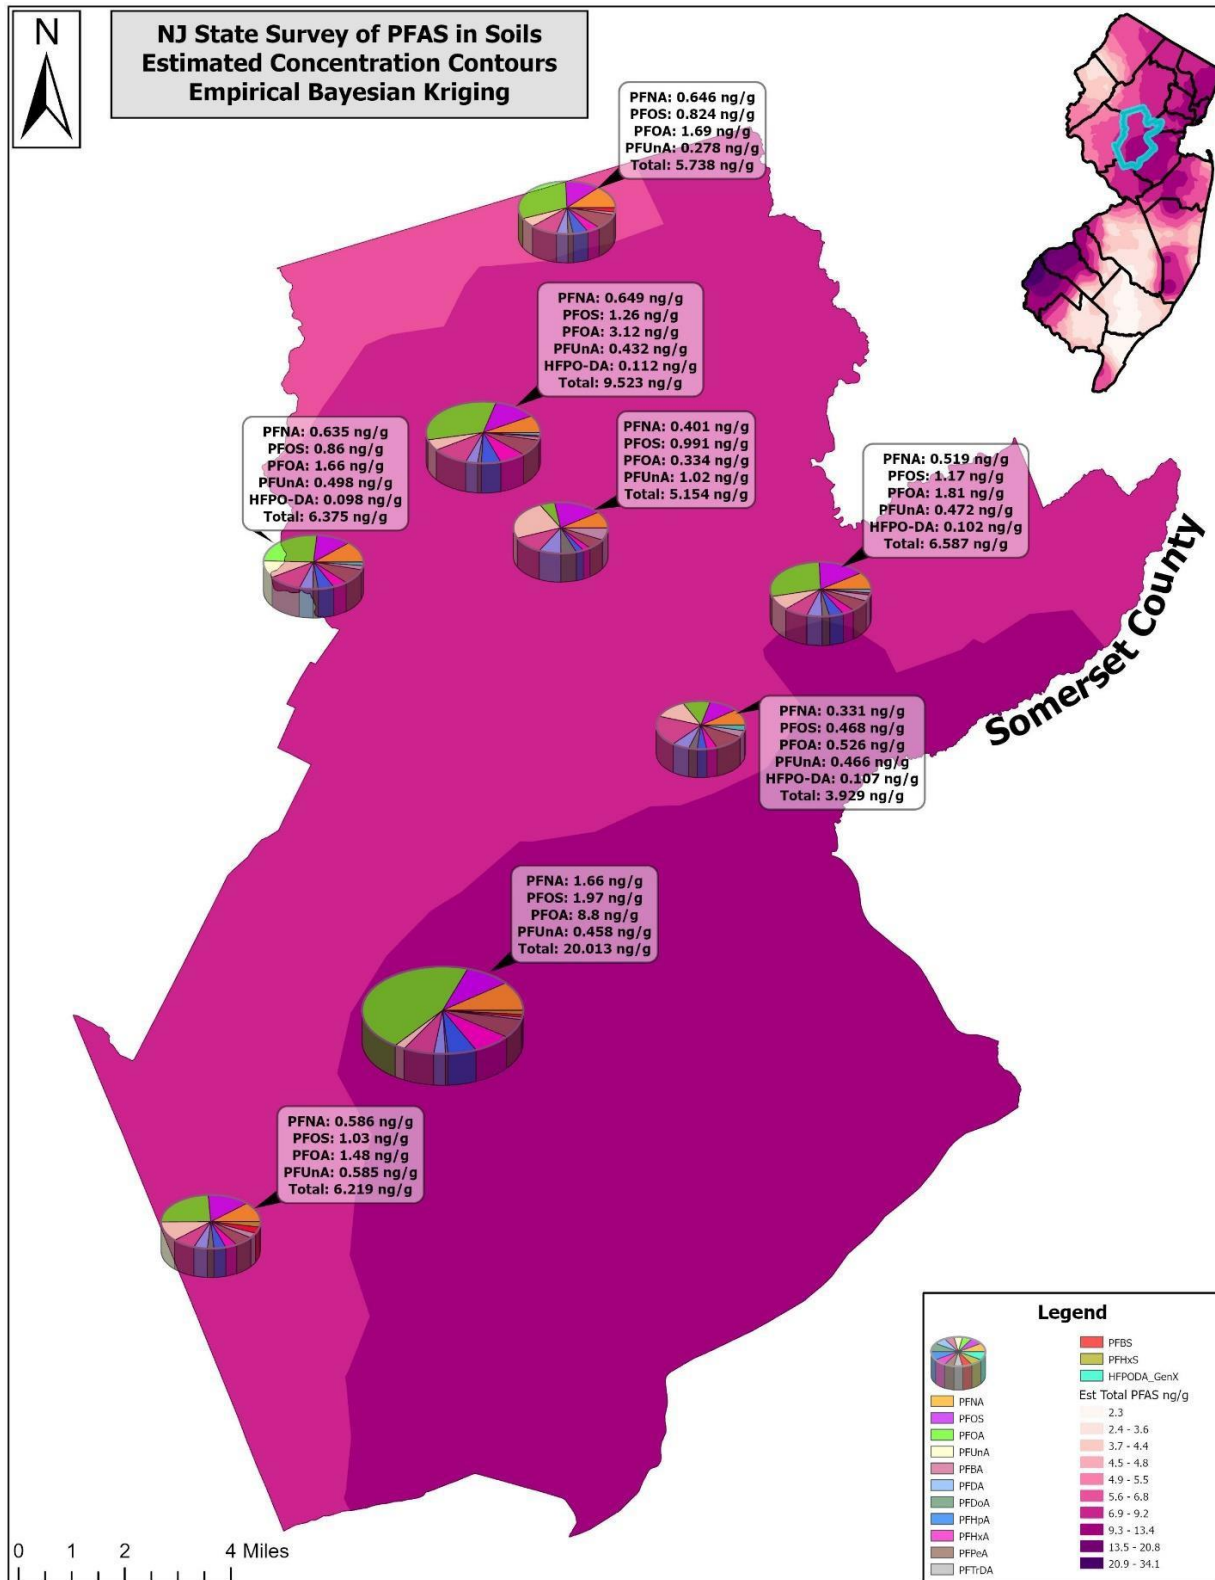 N
NJ State Survey of PFAS in Soils
Estimated Concentration Contours
Empirical Bayesian Kriging
PFNA: 0.646 ng/g
PFOS: 0.824 ng/g
PFOA: 1.69 ng/g
PFUnA: 0.278 ng/g
Total: 5.738 ng/g
PFNA: 0.649 ng/g
PFOS: 1.26 ng/g
PFOA: 3.12 ng/g
PFUnA: 0.432 ng/g
HFPO-DA: 0.112 ng/g
Total: 9.523 ng/g
PFNA: 0.635 ng/g
PFOS: 0.86 ng/g
PFOA: 1.66 ng/g
PFUnA: 0.498 ng/g
HFPO-DA: 0.098 ng/g
Total: 6.375 ng/g
PFNA: 0.401 ng/g
PFOS: 0.991 ng/g
PFOA: 0.334 ng/g
PFUnA: 1.02 ng/g
Total: 5.154 ng/g
PFNA: 0.519 ng/g
PFOS: 1.17 ng/g
PFOA: 1.81 ng/g
PFUnA: 0.472 ng/g
HFPO-DA: 0.102 ng/g
Total: 6.587 ng/g
Somerset County
PFNA: 0.331 ng/g
PFOS: 0.468 ng/g
PFOA: 0.526 ng/g
PFUnA: 0.466 ng/g
HFPO-DA: 0.107 ng/g
Total: 3.929 ng/g
PFNA: 1.66 ng/g
PFOS: 1.97 ng/g
PFOA: 8.8 ng/g
PFUnA: 0.458 ng/g
Total: 20.013 ng/g
PFNA: 0.586 ng/g
PFOS: 1.03 ng/g
PFOA: 1.48 ng/g
PFUnA: 0.585 ng/g
Total: 6.219 ng/g
0 1 2 4 Miles
Legend
PFNA
PFOS
PFOA
PFUnA
PFBA
PFDA
PFDoA
PFHpA
PFHxA
PFPeA
PFTrDA
PFBS
PFHxS
HFPODA_GenX
Est Total PFAS ng/g
2.3
2.4 - 3.6
3.7 - 4.4
4.5 - 4.8
4.9 - 5.5
5.6 - 6.8
6.9 - 9.2
9.3 - 13.4
13.5 - 20.8
20.9 - 34.1